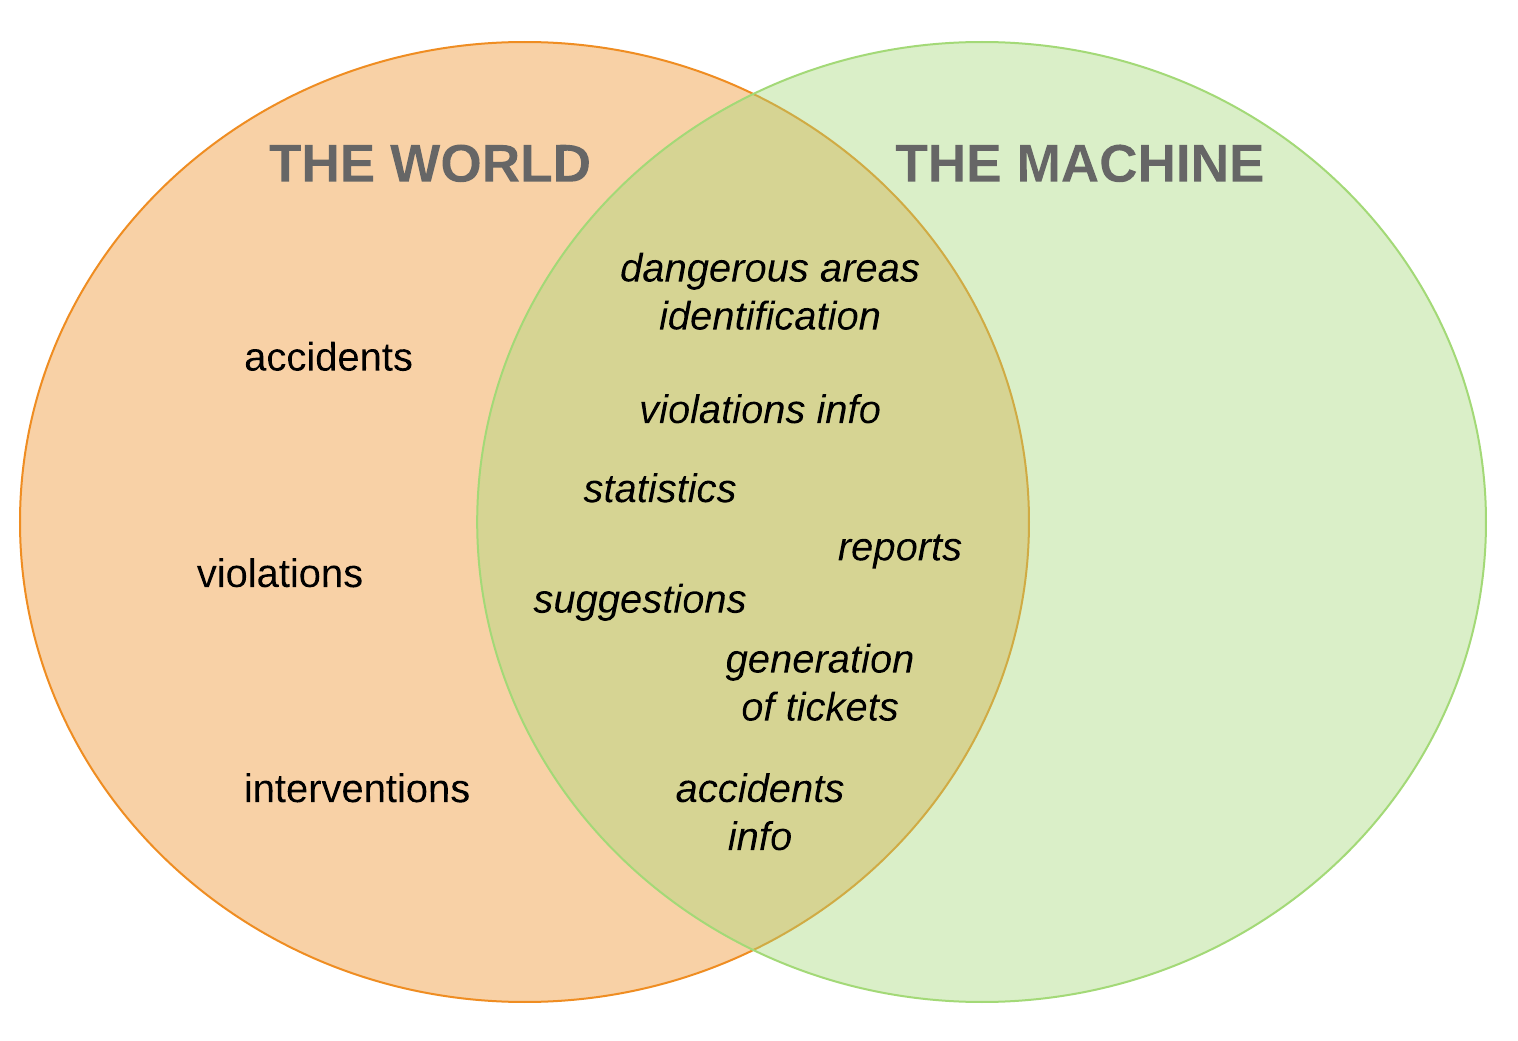 THE WORLD
THE MACHINE
dangerous areas
identification
accidents
violations info
statistics
reports
violations
suggestions
generation
of tickets
interventions
accidents
info